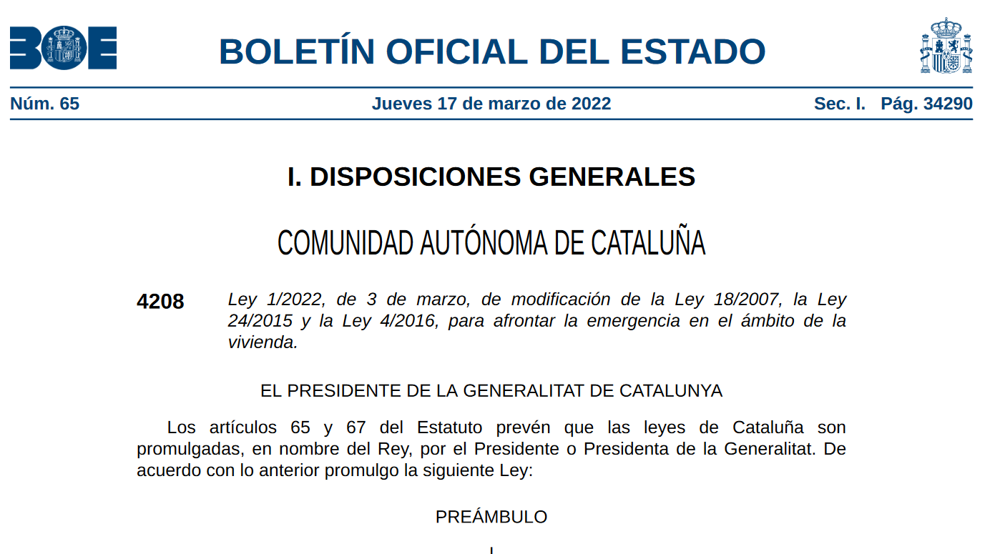 BOE
BOLETÍN OFICIAL DEL ESTADO
Núm. 65
Jueves 17 de marzo de 2022
Sec. I. Pág. 34290
I. DISPOSICIONES GENERALES
COMUNIDAD AUTÓNOMA DE CATALUÑA
4208
Ley 1/2022, de 3 de marzo, de modificación de la Ley 18/2007, la Ley
24/2015 y la Ley 4/2016, para afrontar la emergencia en el ámbito de la
vivienda.
EL PRESIDENTE DE LA GENERALITAT DE CATALUNYA
Los artículos 65 y 67 del Estatuto prevén que las leyes de Cataluña son
promulgadas, en nombre del Rey, por el Presidente o Presidenta de la Generalitat. De
acuerdo con lo anterior promulgo la siguiente Ley:
PREÁMBULO
I